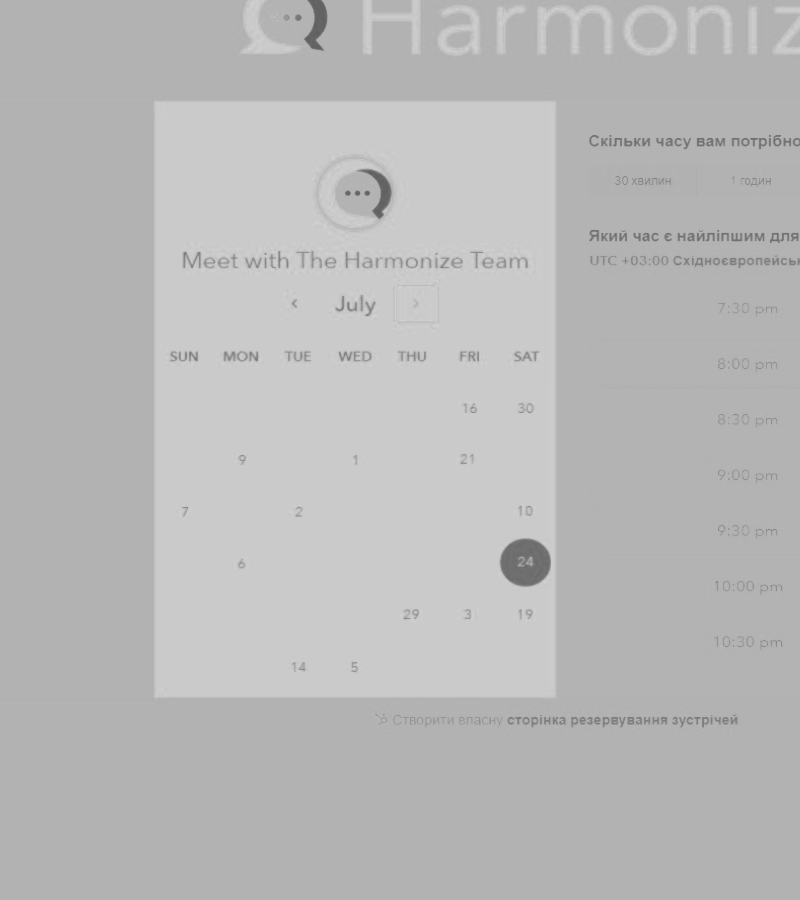 Harmoniz
Meet with The Harmonize Team
‹ July ›
SUN MON TUE WED THU FRI SAT
16 30
9 1 21
7 2 10
6 24
29 3 19
14 5
Скільки часу вам потрібно
30 хвилин 1 годин
Який час є найліпшим для
UTC +03:00 Східноєвропейськ
7:30 pm
8:00 pm
8:30 pm
9:00 pm
9:30 pm
10:00 pm
10:30 pm
Створити власну сторінка резервування зустрічей